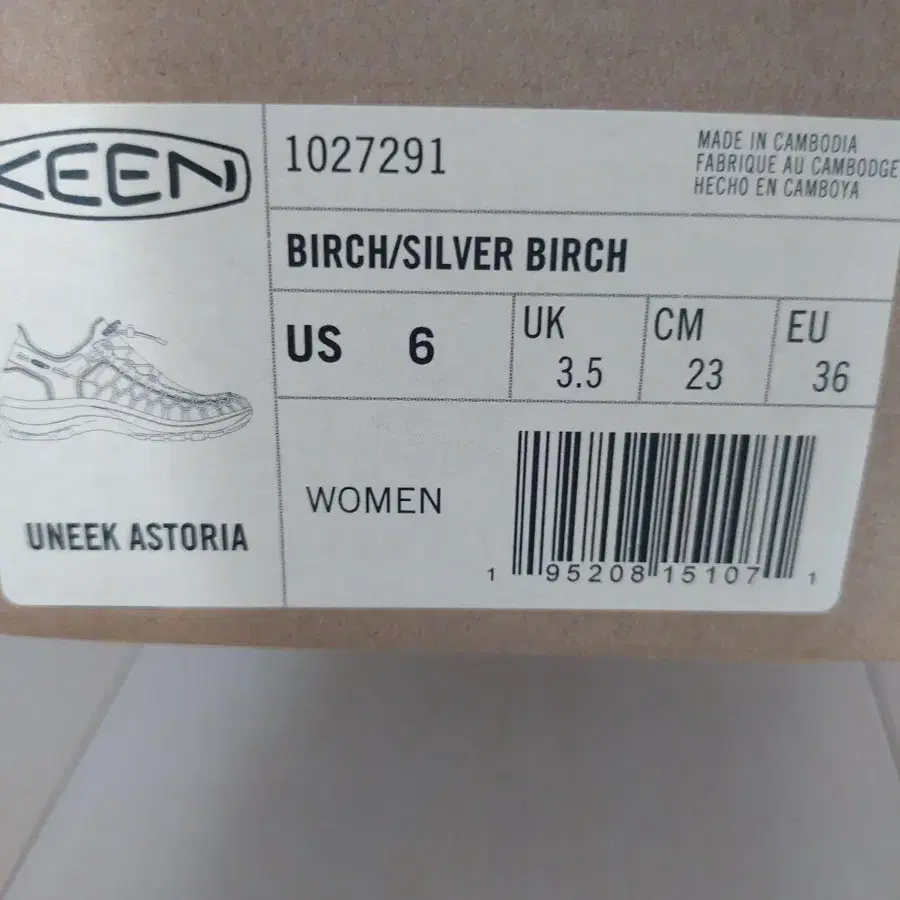 KEEN
1027291
MADE IN CAMBODIA
FABRIQUE AU CAMBODGE
HECHO EN CAMBOYA
BIRCH/SILVER BIRCH
US 6
UK 3.5
CM 23
EU 36
WOMEN
UNEEK ASTORIA
1 95208 15107 1